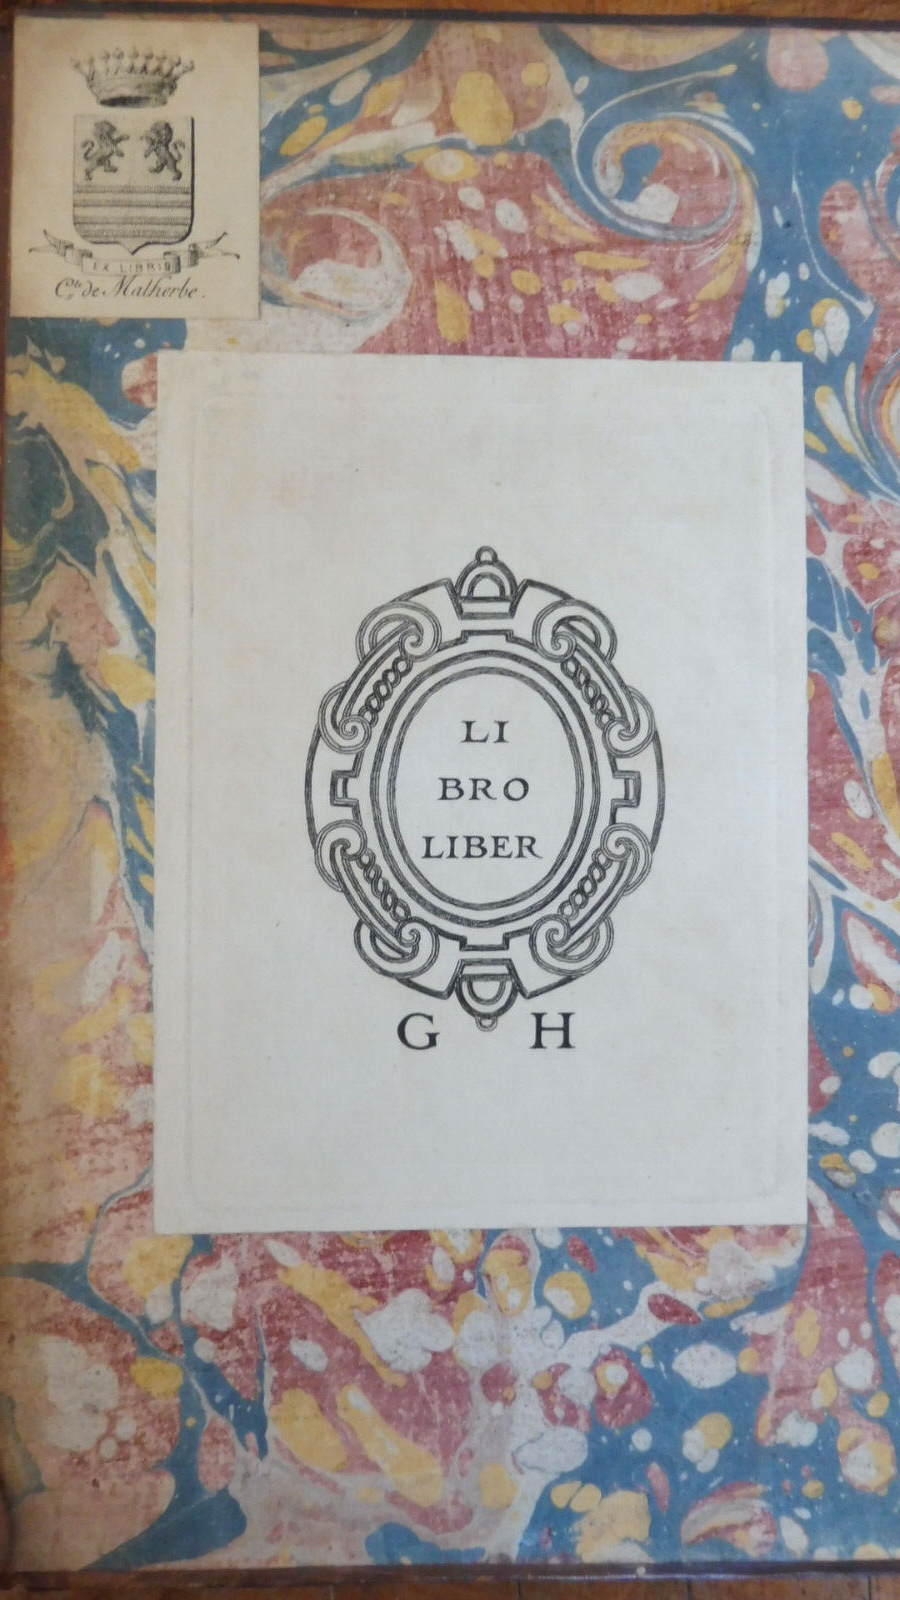 EX LIBRIS
Cte de Malherbe.
LI
BRO
LIBER
G H